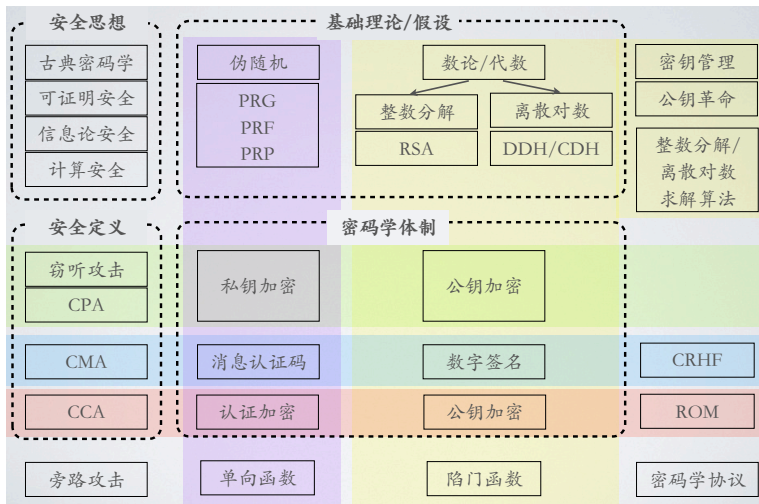 安全思想
古典密码学
可证明安全
信息论安全
计算安全
基础理论/假设
伪随机
PRG
PRF
PRP
数论/代数
整数分解
RSA
离散对数
DDH/CDH
密钥管理
公钥革命
整数分解/
离散对数
求解算法
安全定义
密码学体制
窃听攻击
CPA
私钥加密
公钥加密
CMA
消息认证码
数字签名
CRHF
CCA
认证加密
公钥加密
ROM
旁路攻击
单向函数
陷门函数
密码学协议